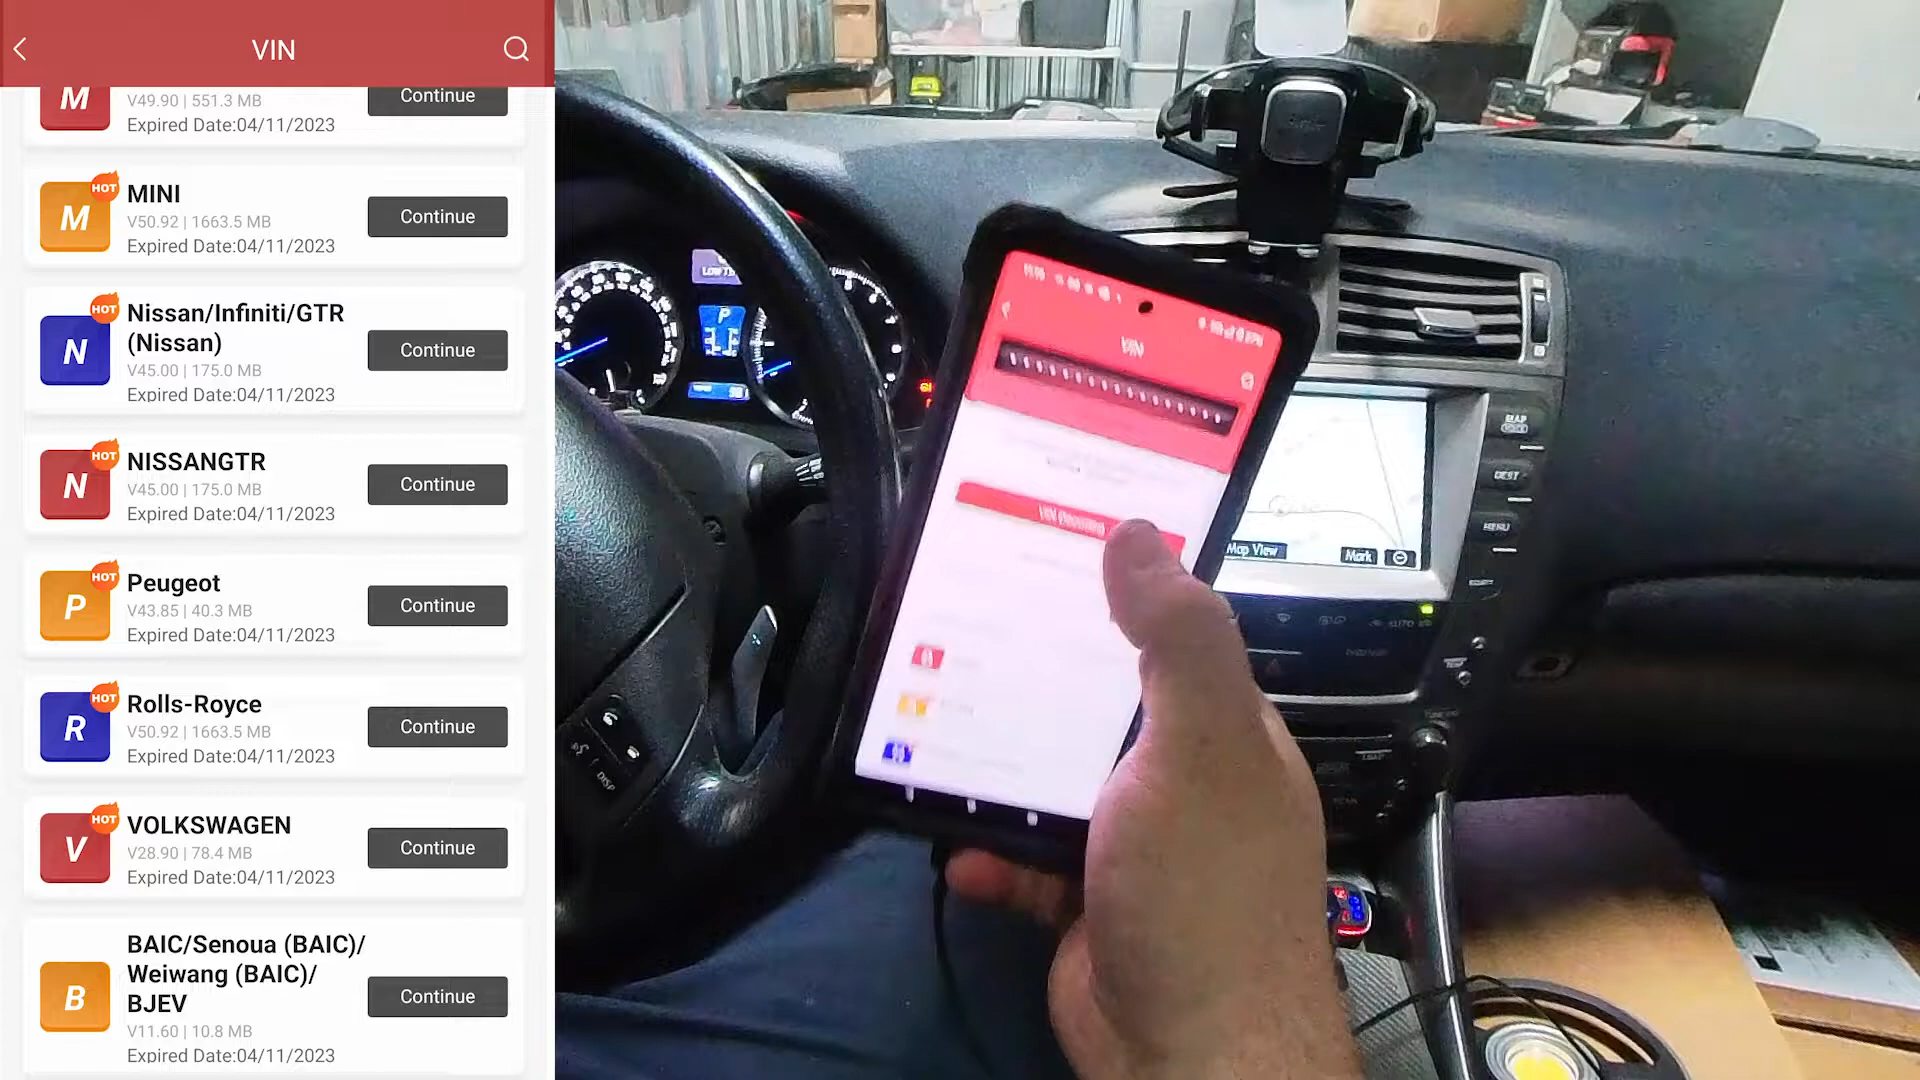 VIN
M
V49.90 | 551.3 MB
Expired Date:04/11/2023
Continue
HOT
M
MINI
V50.92 | 1663.5 MB
Expired Date:04/11/2023
Continue
HOT
N
Nissan/Infiniti/GTR
(Nissan)
V45.00 | 175.0 MB
Expired Date:04/11/2023
Continue
HOT
N
NISSANGTR
V45.00 | 175.0 MB
Expired Date:04/11/2023
Continue
HOT
P
Peugeot
V43.85 | 40.3 MB
Expired Date:04/11/2023
Continue
HOT
R
Rolls-Royce
V50.92 | 1663.5 MB
Expired Date:04/11/2023
Continue
HOT
V
VOLKSWAGEN
V28.90 | 78.4 MB
Expired Date:04/11/2023
Continue
B
BAIC/Senoua (BAIC)/
Weiwang (BAIC)/
BJEV
V11.60 | 10.8 MB
Expired Date:04/11/2023
Continue
P
VIN
DEST
MENU
Map View
Mark
AUTO
DISP